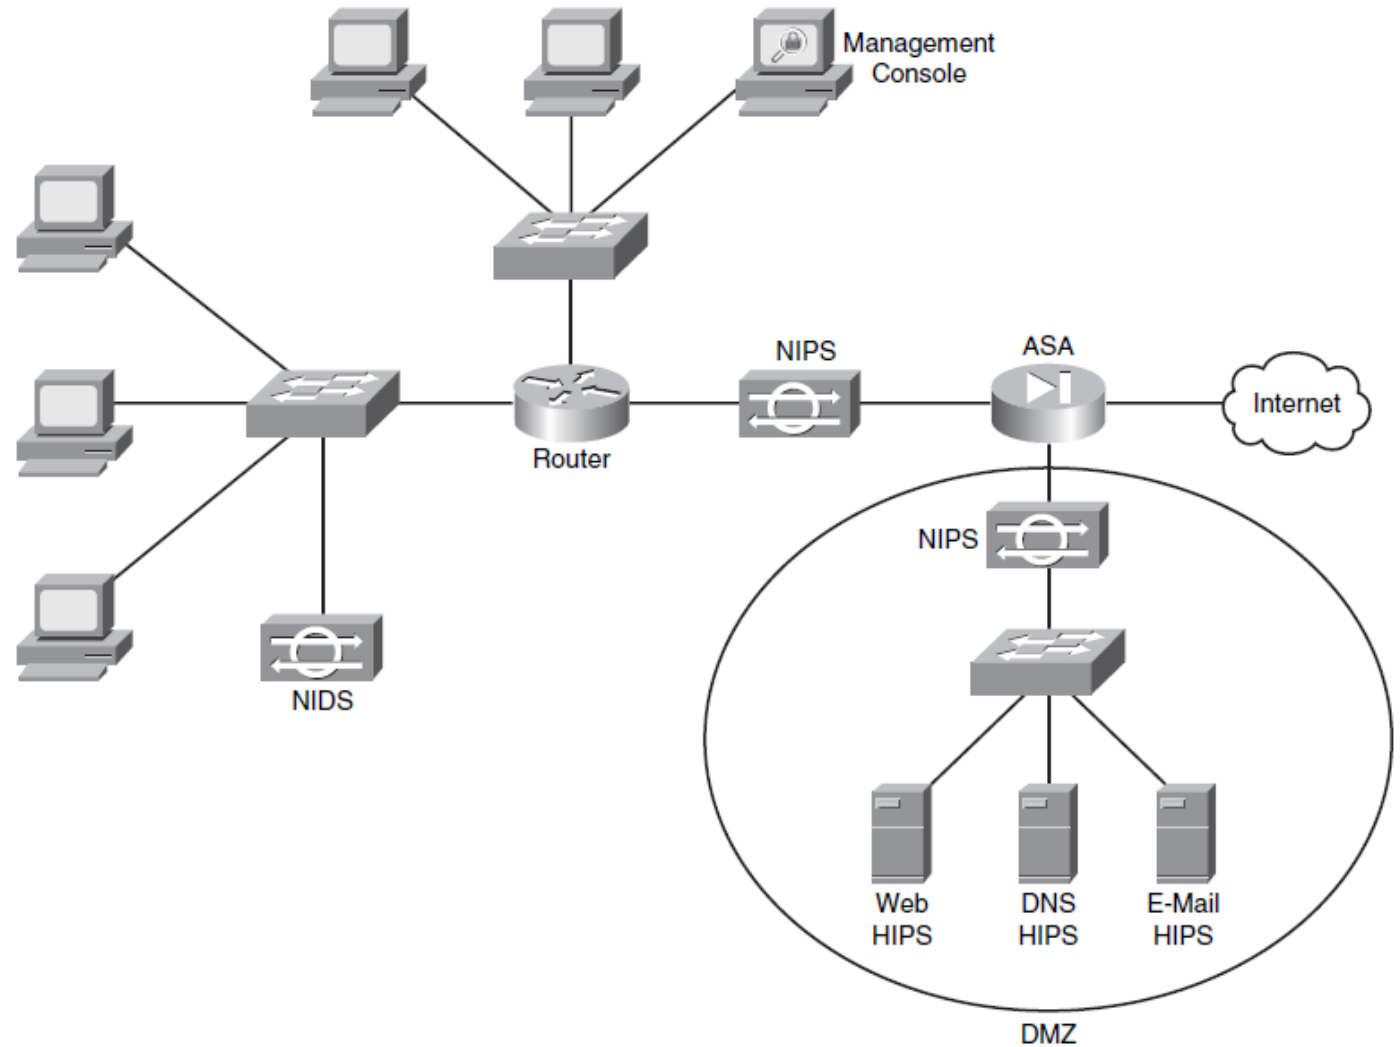 Management
Console
NIPS
ASA
Internet
Router
NIPS
NIDS
Web
HIPS
DNS
HIPS
E-Mail
HIPS
DMZ